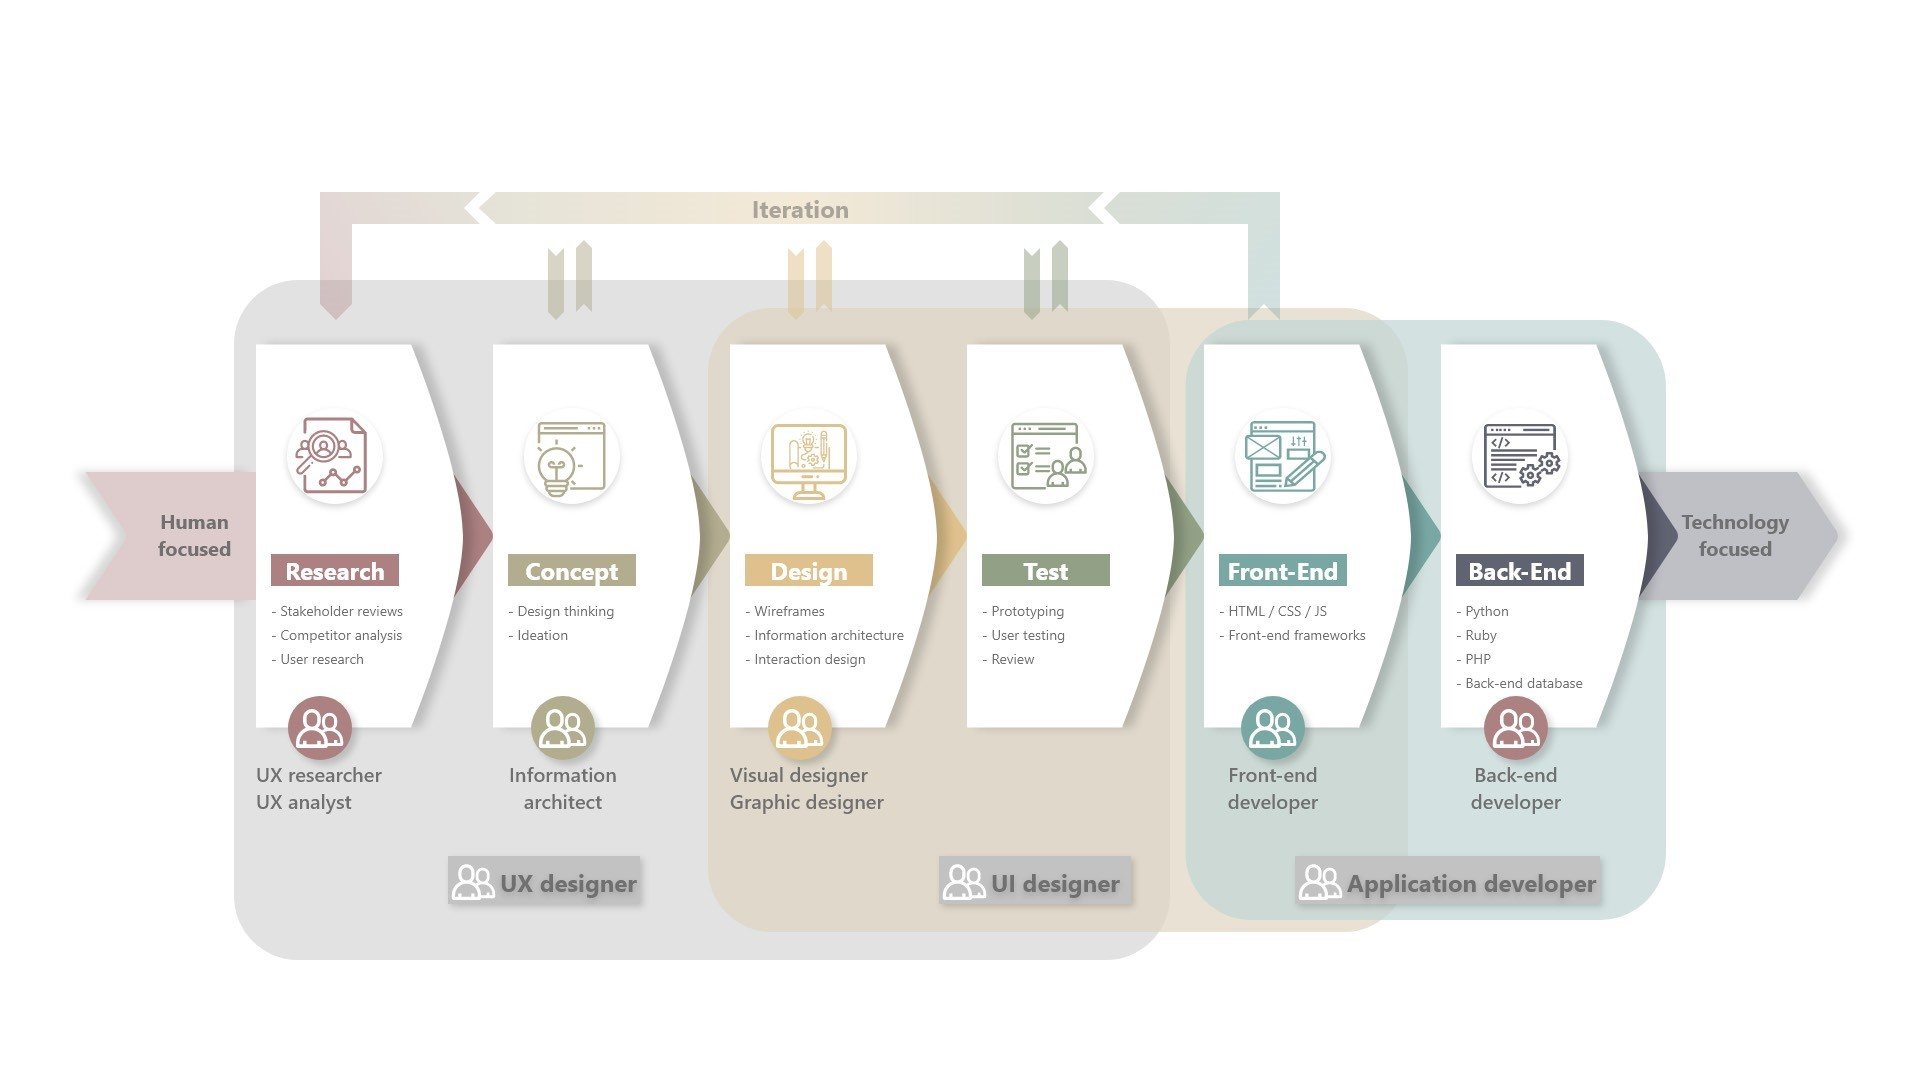 Iteration
Human
focused
Research
- Stakeholder reviews
- Competitor analysis
- User research
UX researcher
UX analyst
Concept
- Design thinking
- Ideation
Information
architect
Design
- Wireframes
- Information architecture
- Interaction design
Visual designer
Graphic designer
Test
- Prototyping
- User testing
- Review
Front-End
- HTML / CSS / JS
- Front-end frameworks
Front-end
developer
Back-End
- Python
- Ruby
- PHP
- Back-end database
Back-end
developer
Technology
focused
UX designer
UI designer
Application developer